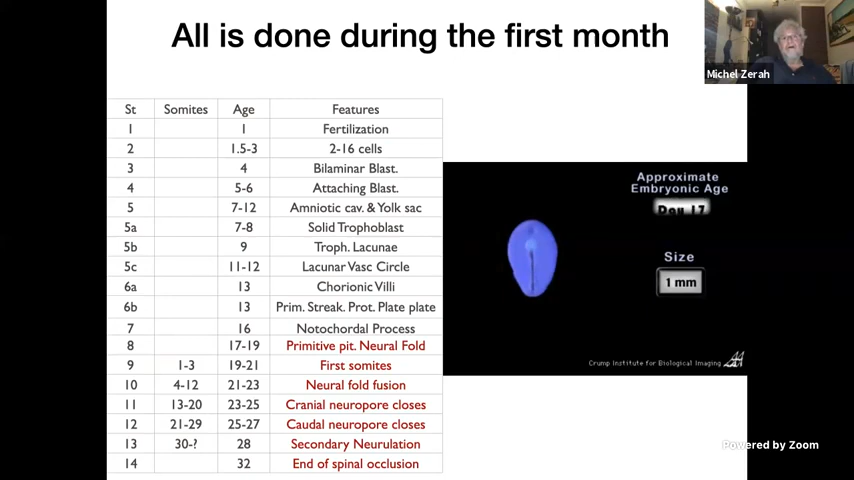 All is done during the first month
Michel Zerah
St Somites Age Features
1 1 Fertilization
2 1.5-3 2-16 cells
3 4 Bilaminar Blast.
4 5-6 Attaching Blast.
5 7-12 Amniotic cav. & Yolk sac
5a 7-8 Solid Trophoblast
5b 9 Troph. Lacunae
5c 11-12 Lacunar Vasc Circle
6a 13 Chorionic Villi
6b 13 Prim. Streak. Prot. Plate plate
7 16 Notochordal Process
8 17-19 Primitive pit. Neural Fold
9 1-3 19-21 First somites
10 4-12 21-23 Neural fold fusion
11 13-20 23-25 Cranial neuropore closes
12 21-29 25-27 Caudal neuropore closes
13 30-? 28 Secondary Neurulation
14 32 End of spinal occlusion
Approximate
Embryonic Age
Day 17
Size
1 mm
Crump Institute for Biological Imaging
Powered by Zoom